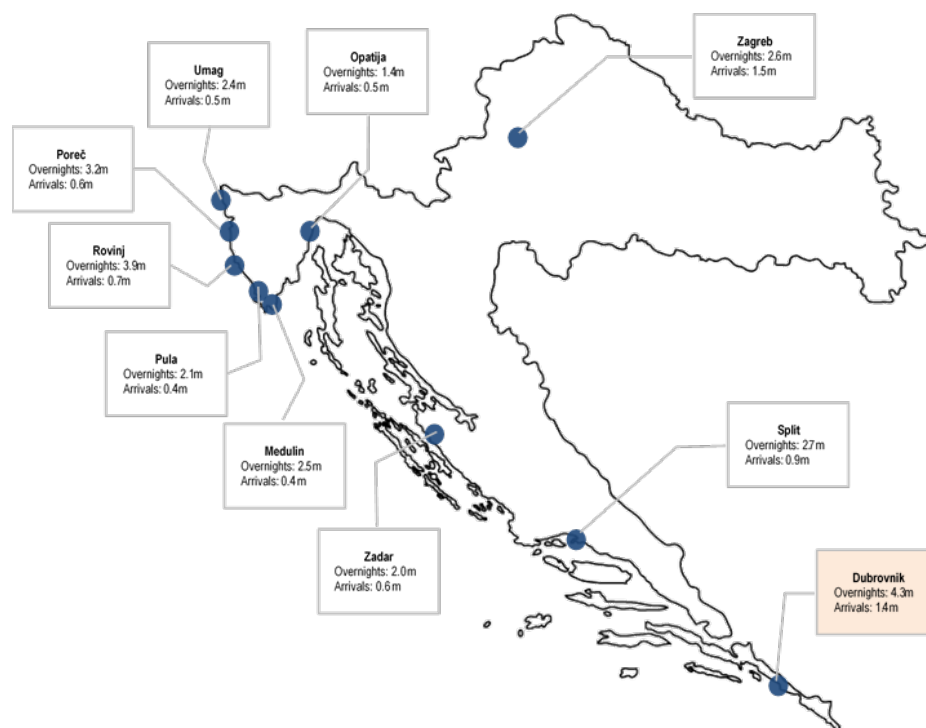 Opatija
Overnights: 1.4m
Arrivals: 0.5m
Zagreb
Overnights: 2.6m
Arrivals: 1.5m
Umag
Overnights: 2.4m
Arrivals: 0.5m
Poreč
Overnights: 3.2m
Arrivals: 0.6m
Rovinj
Overnights: 3.9m
Arrivals: 0.7m
Pula
Overnights: 2.1m
Arrivals: 0.4m
Medulin
Overnights: 2.5m
Arrivals: 0.4m
Split
Overnights: 2.7m
Arrivals: 0.9m
Zadar
Overnights: 2.0m
Arrivals: 0.6m
Dubrovnik
Overnights: 4.3m
Arrivals: 1.4m